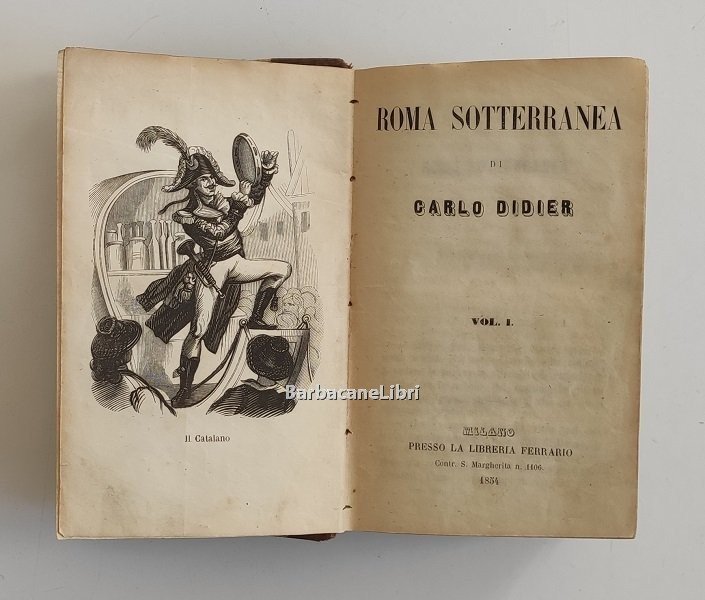 Il Catalano
BarbacaneLibri
ROMA SOTTERRANEA
DI
CARLO DIDIER
VOL. I.
MILANO
PRESSO LA LIBRERIA FERRARIO
Contr. S. Margherita n. 1106.
1854